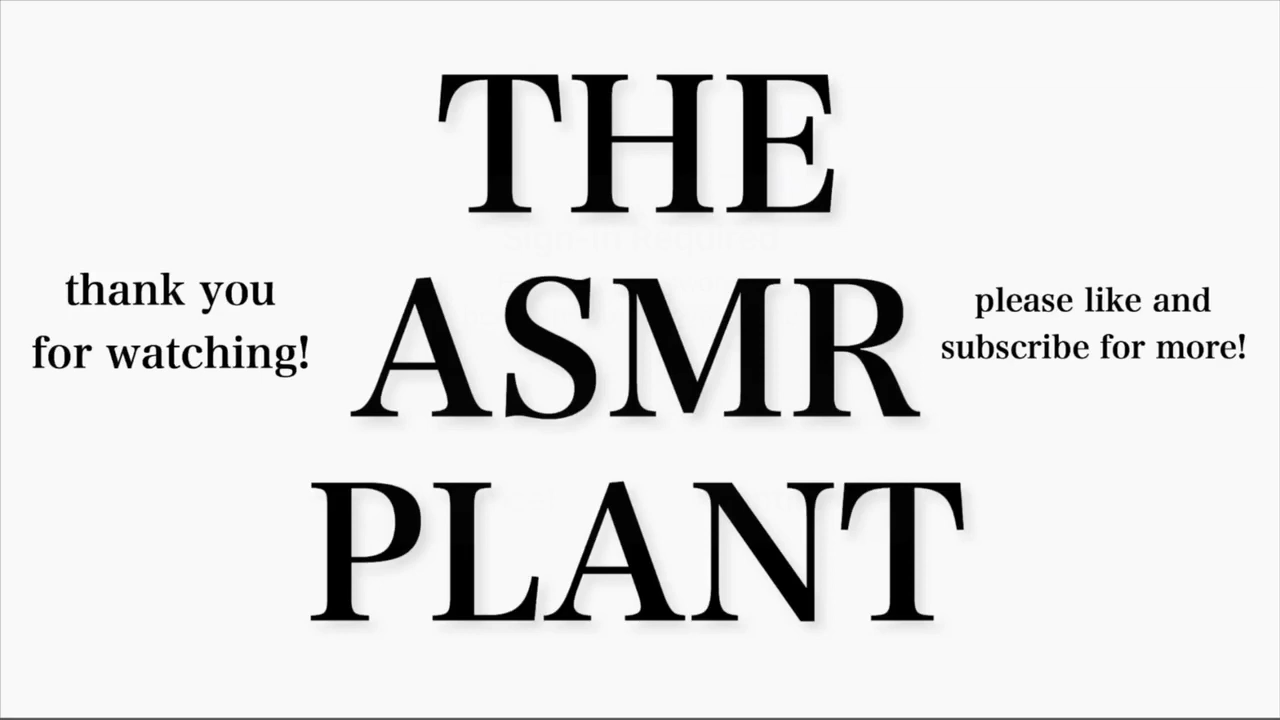 THE
ASMR
PLANT
thank you
for watching!
please like and
subscribe for more!